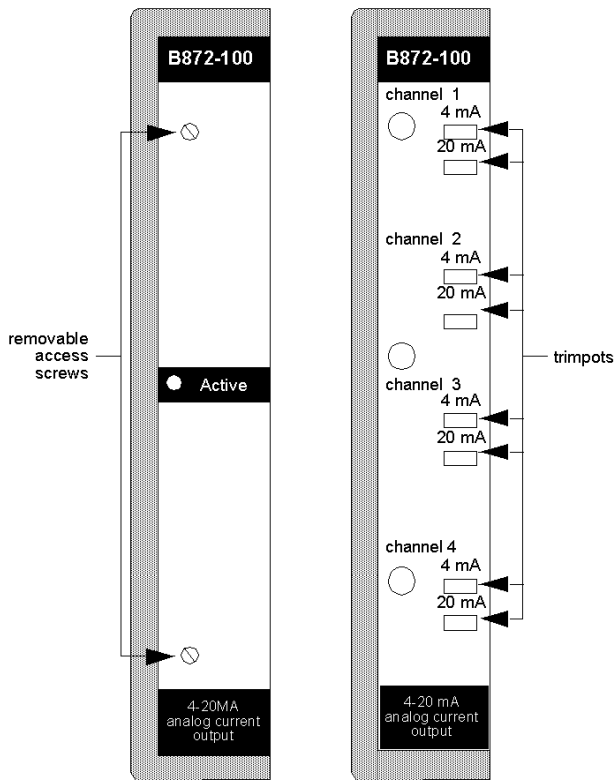 B872-100
removable
access
screws
Active
4-20MA
analog current
output
B872-100
channel 1
4 mA
20 mA
channel 2
4 mA
20 mA
trimpots
channel 3
4 mA
20 mA
channel 4
4 mA
20 mA
4-20 mA
analog current
output